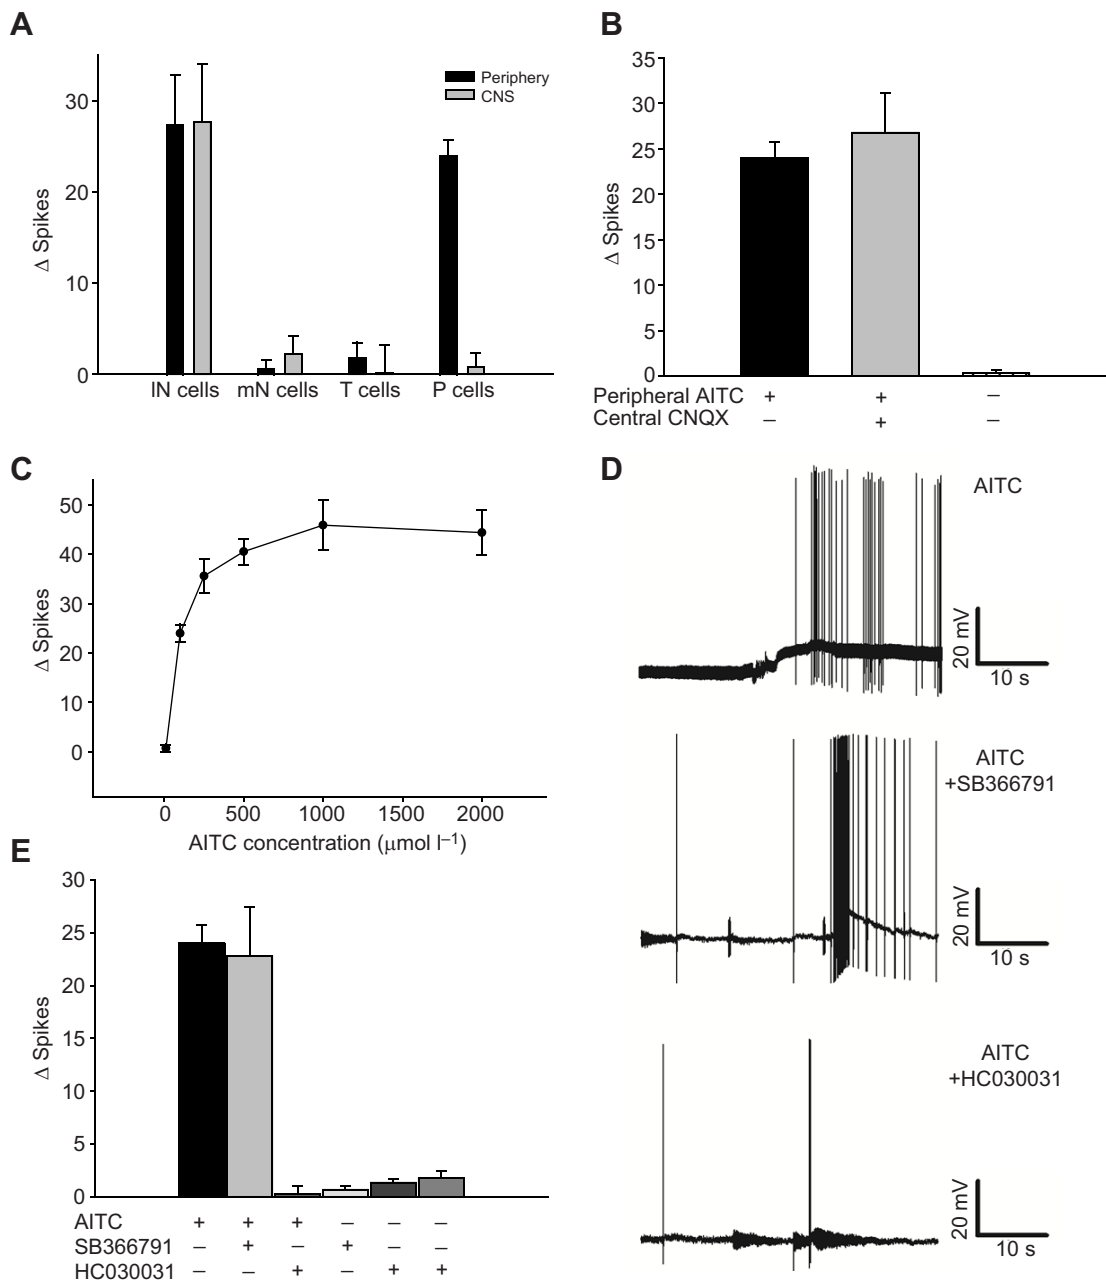 A
Δ Spikes
30
20
10
0
Periphery
CNS
lN cells mN cells T cells P cells
B
Δ Spikes
35
30
25
20
15
10
5
0
Peripheral AITC + + –
Central CNQX – + –
C
Δ Spikes
50
40
30
20
10
0
0 500 1000 1500 2000
AITC concentration (μmol l–1)
D
AITC
20 mV
10 s
AITC
+SB366791
20 mV
10 s
AITC
+HC030031
20 mV
10 s
E
Δ Spikes
30
25
20
15
10
5
0
AITC + + + – – –
SB366791 – + – + – –
HC030031 – – + – + +